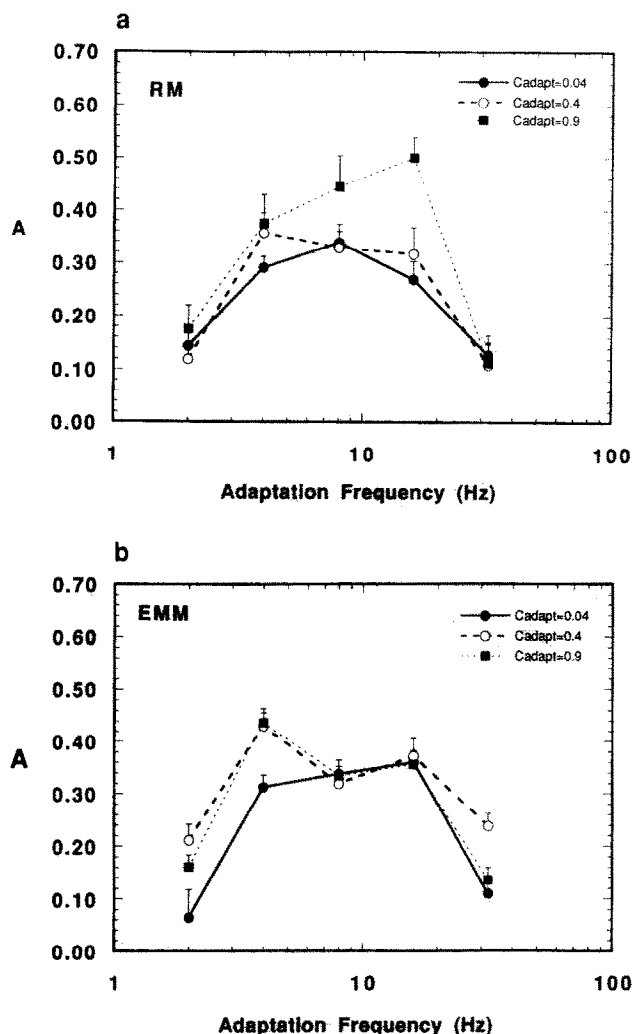 a
0.70
0.60
0.50
0.40
0.30
0.20
0.10
0.00
A
RM
Cadapt=0.04
Cadapt=0.4
Cadapt=0.9
1
10
100
Adaptation Frequency (Hz)
b
0.70
0.60
0.50
0.40
0.30
0.20
0.10
0.00
A
EMM
Cadapt=0.04
Cadapt=0.4
Cadapt=0.9
1
10
100
Adaptation Frequency (Hz)